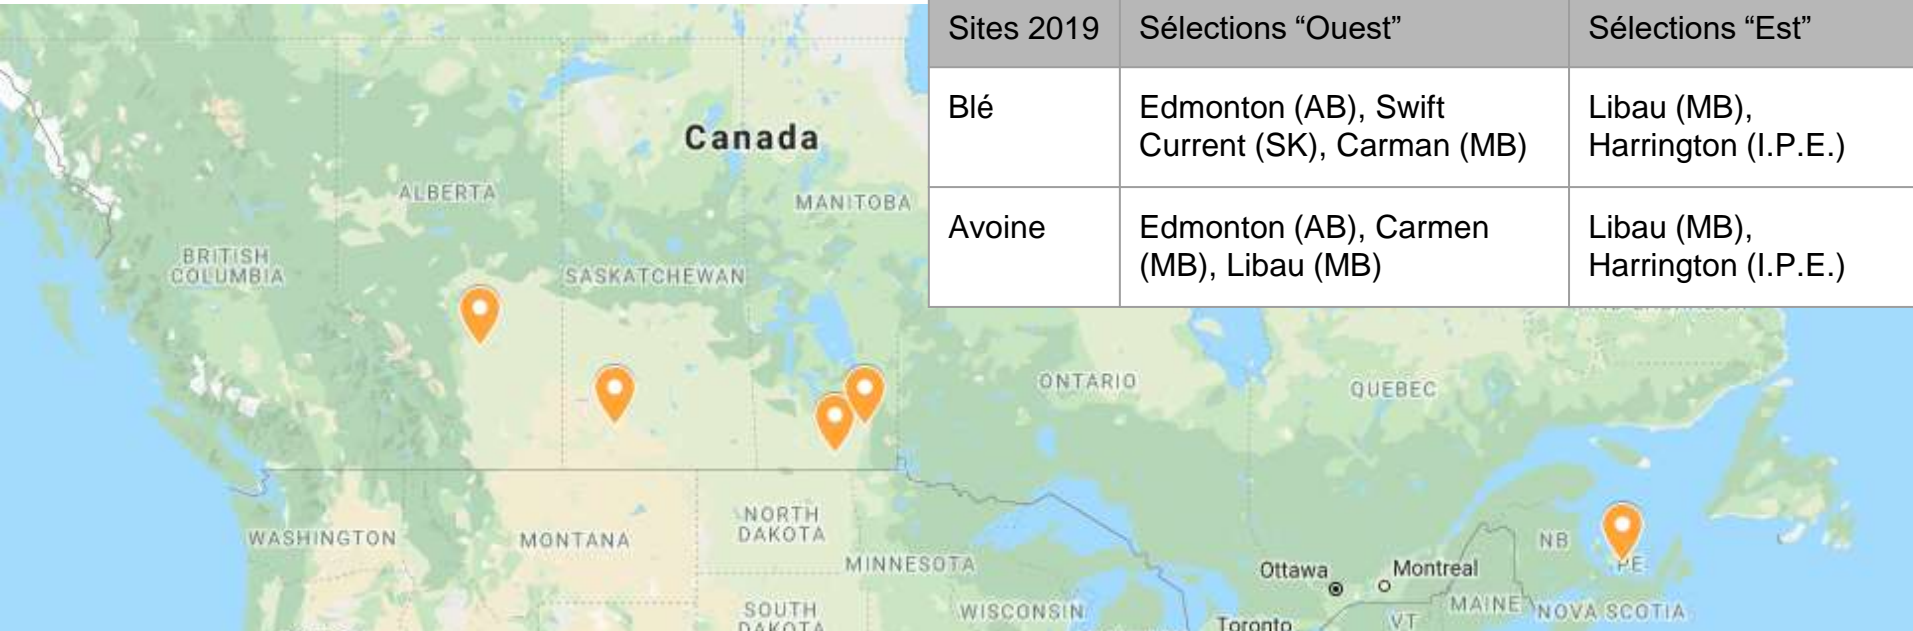 Sites 2019 Sélections “Ouest” Sélections “Est”
Blé Edmonton (AB), Swift Current (SK), Carman (MB) Libau (MB), Harrington (I.P.E.)
Avoine Edmonton (AB), Carmen (MB), Libau (MB) Libau (MB), Harrington (I.P.E.)
Canada
ALBERTA
MANITOBA
BRITISH
COLUMBIA
SASKATCHEWAN
ONTARIO
QUEBEC
WASHINGTON
MONTANA
NORTH
DAKOTA
MINNESOTA
NB
PE
Ottawa
Montreal
SOUTH
DAKOTA
WISCONSIN
Toronto
VT
MAINE
NOVA SCOTIA